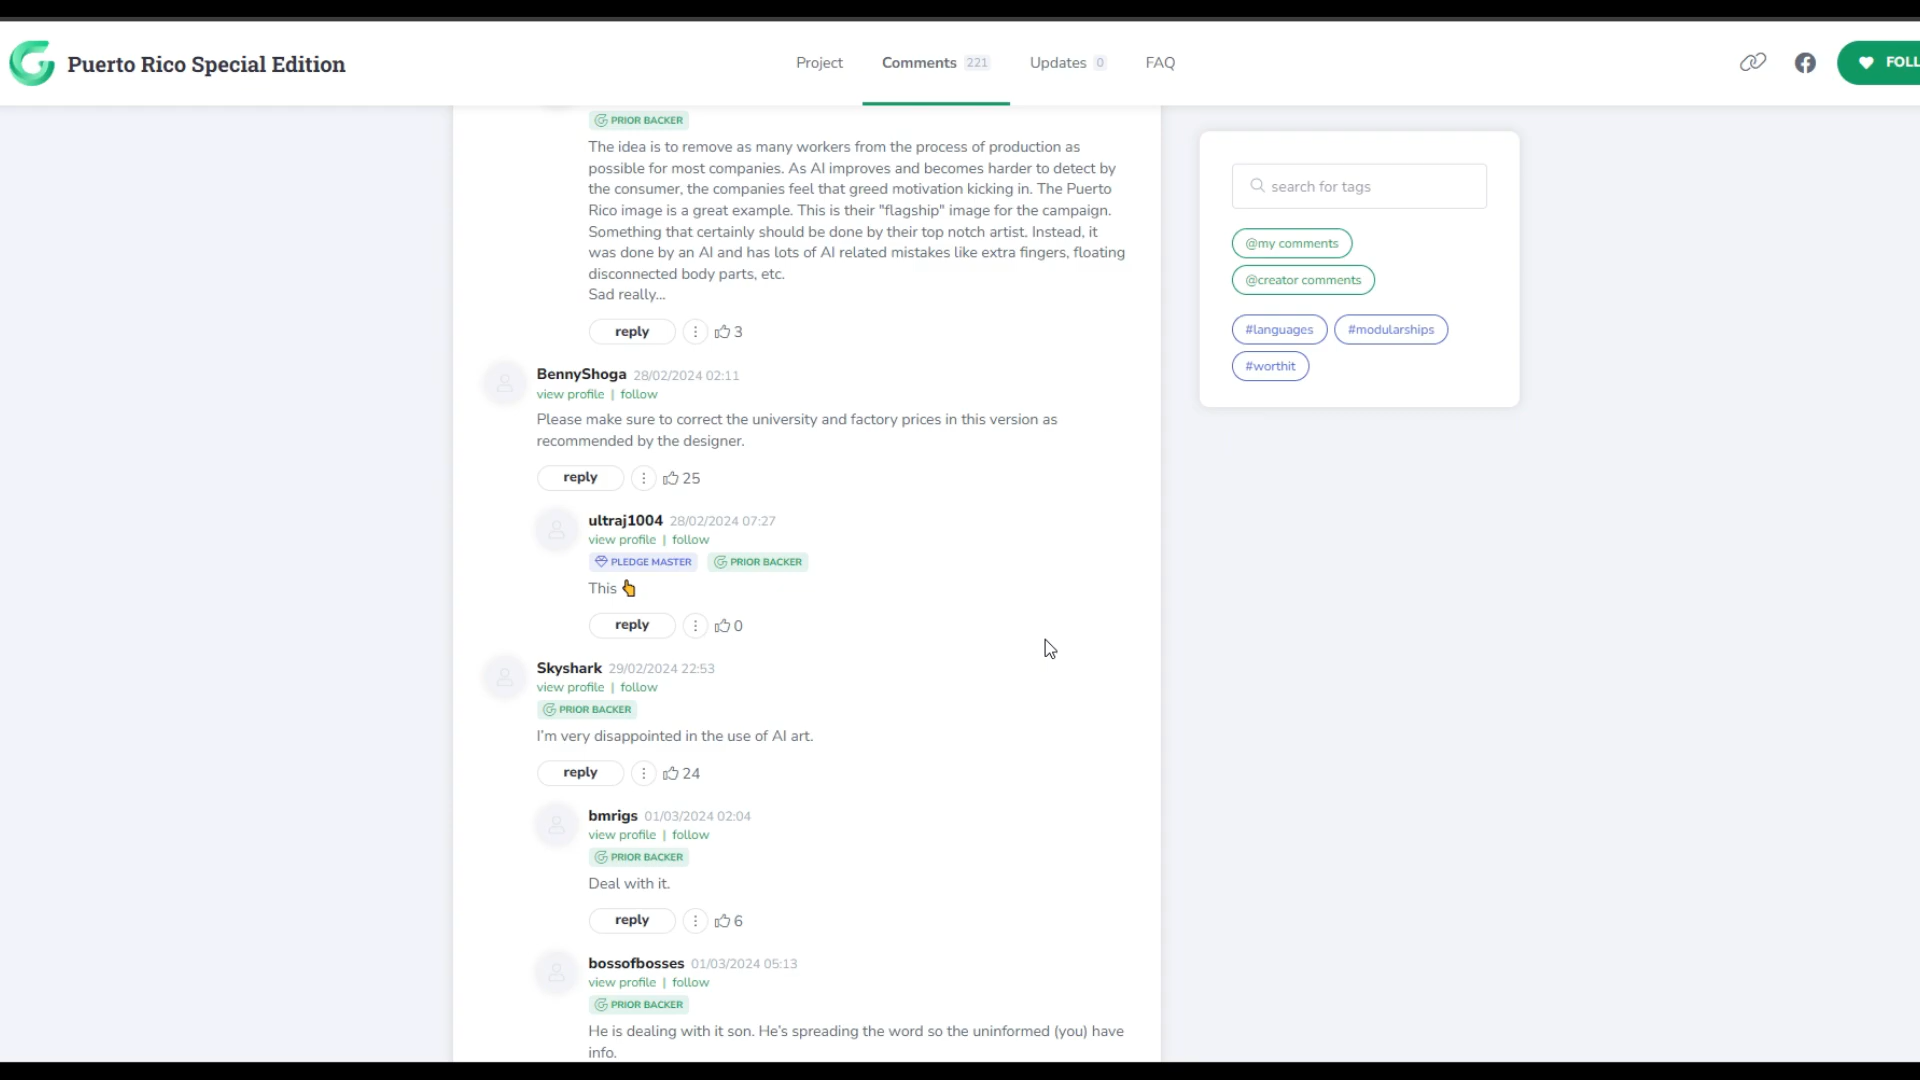 Puerto Rico Special Edition
Project
Comments 221
Updates 0
FAQ
FOLL
PRIOR BACKER
The idea is to remove as many workers from the process of production as
possible for most companies. As AI improves and becomes harder to detect by
the consumer, the companies feel that greed motivation kicking in. The Puerto
Rico image is a great example. This is their "flagship" image for the campaign.
Something that certainly should be done by their top notch artist. Instead, it
was done by an AI and has lots of AI related mistakes like extra fingers, floating
disconnected body parts, etc.
Sad really...
reply 3
BennyShoga 28/02/2024 02:11
view profile | follow
Please make sure to correct the university and factory prices in this version as
recommended by the designer.
reply 25
ultraj1004 28/02/2024 07:27
view profile | follow
PLEDGE MASTER PRIOR BACKER
This 👆
reply 0
Skyshark 29/02/2024 22:53
view profile | follow
PRIOR BACKER
I'm very disappointed in the use of AI art.
reply 24
bmrigs 01/03/2024 02:04
view profile | follow
PRIOR BACKER
Deal with it.
reply 6
bossofbosses 01/03/2024 05:13
view profile | follow
PRIOR BACKER
He is dealing with it son. He's spreading the word so the uninformed (you) have
info.
search for tags
@my comments
@creator comments
#languages #modularships
#worthit